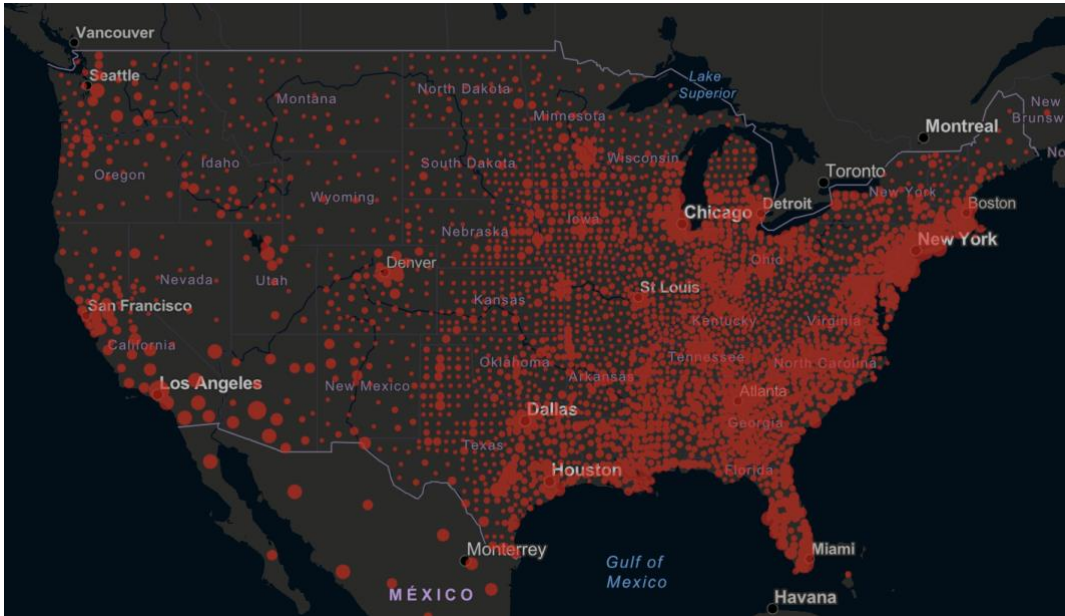 Vancouver
Seattle
Montana
North Dakota
Minnesota
Lake
Superior
Montreal
New
Brunsw
No
Oregon
Idaho
South Dakota
Wisconsin
Toronto
New York
Wyoming
Iowa
Chicago
Detroit
Boston
Nebraska
New York
Nevada
Utah
Denver
Ohio
San Francisco
Kansas
St Louis
California
Kentucky
Virginia
Los Angeles
New Mexico
Oklahoma
Arkansas
Tennessee
North Carolina
Atlanta
Dallas
Georgia
Texas
Houston
Florida
Monterrey
Gulf of
Mexico
Miami
MÉXICO
Havana